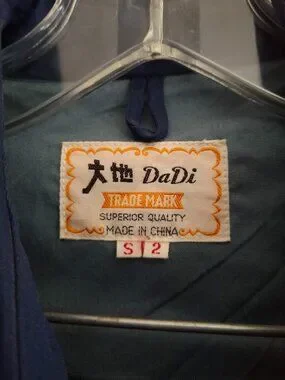 大地 DaDi
TRADE MARK
SUPERIOR QUALITY
MADE IN CHINA
S 2